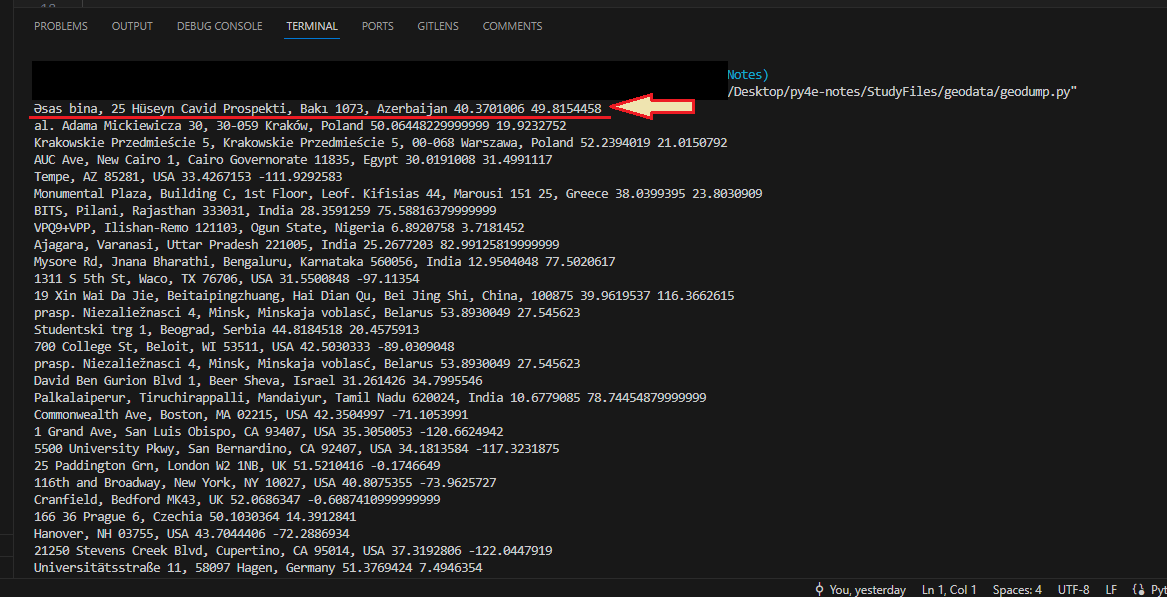 PROBLEMS OUTPUT DEBUG CONSOLE TERMINAL PORTS GITLENS COMMENTS
Notes)
/Desktop/py4e-notes/StudyFiles/geodata/geodump.py"
Əsas bina, 25 Hüseyn Cavid Prospekti, Bakı 1073, Azerbaijan 40.3701006 49.8154458
al. Adama Mickiewicza 30, 30-059 Kraków, Poland 50.06448229999999 19.9232752
Krakowskie Przedmieście 5, Krakowskie Przedmieście 5, 00-068 Warszawa, Poland 52.2394019 21.0150792
AUC Ave, New Cairo 1, Cairo Governorate 11835, Egypt 30.0191008 31.4991117
Tempe, AZ 85281, USA 33.4267153 -111.9292583
Monumental Plaza, Building C, 1st Floor, Leof. Kifisias 44, Marousi 151 25, Greece 38.0399395 23.8030909
BITS, Pilani, Rajasthan 333031, India 28.3591259 75.58816379999999
VPQ9+VPP, Ilishan-Remo 121103, Ogun State, Nigeria 6.8920758 3.7181452
Ajagara, Varanasi, Uttar Pradesh 221005, India 25.2677203 82.99125819999999
Mysore Rd, Jnana Bharathi, Bengaluru, Karnataka 560056, India 12.9504048 77.5020617
1311 S 5th St, Waco, TX 76706, USA 31.5500848 -97.11354
19 Xin Wai Da Jie, Beitaipingzhuang, Hai Dian Qu, Bei Jing Shi, China, 100875 39.9619537 116.3662615
prasp. Niezaliežnasci 4, Minsk, Minskaja voblasć, Belarus 53.8930049 27.545623
Studentski trg 1, Beograd, Serbia 44.8184518 20.4575913
700 College St, Beloit, WI 53511, USA 42.5030333 -89.0309048
prasp. Niezaliežnasci 4, Minsk, Minskaja voblasć, Belarus 53.8930049 27.545623
David Ben Gurion Blvd 1, Beer Sheva, Israel 31.261426 34.7995546
Palkalaiperur, Tiruchirappalli, Mandaiyur, Tamil Nadu 620024, India 10.6779085 78.74454879999999
Commonwealth Ave, Boston, MA 02215, USA 42.3504997 -71.1053991
1 Grand Ave, San Luis Obispo, CA 93407, USA 35.3050053 -120.6624942
5500 University Pkwy, San Bernardino, CA 92407, USA 34.1813584 -117.3231875
25 Paddington Grn, London W2 1NB, UK 51.5210416 -0.1746649
116th and Broadway, New York, NY 10027, USA 40.8075355 -73.9625727
Cranfield, Bedford MK43, UK 52.0686347 -0.6087410999999999
166 36 Prague 6, Czechia 50.1030364 14.3912841
Hanover, NH 03755, USA 43.7044406 -72.2886934
21250 Stevens Creek Blvd, Cupertino, CA 95014, USA 37.3192806 -122.0447919
Universitätsstraße 11, 58097 Hagen, Germany 51.3769424 7.4946354
You, yesterday Ln 1, Col 1 Spaces: 4 UTF-8 LF